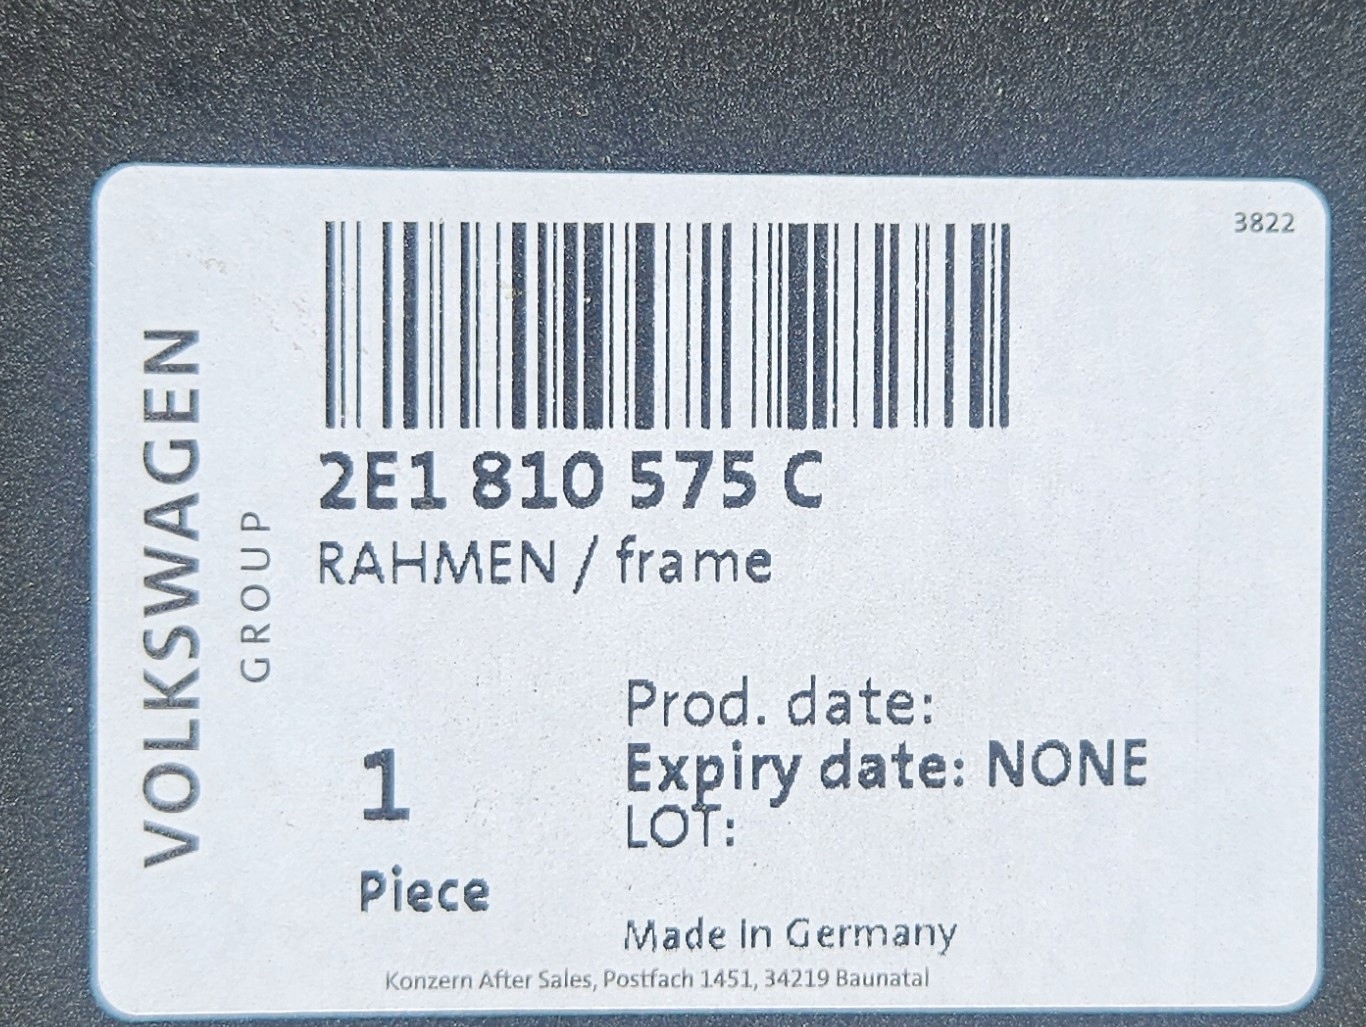 3822
VOLKSWAGEN
GROUP
2E1 810 575 C
RAHMEN / frame
Prod. date:
Expiry date: NONE
LOT:
1
Piece
Made In Germany
Konzern After Sales, Postfach 1451, 34219 Baunatal